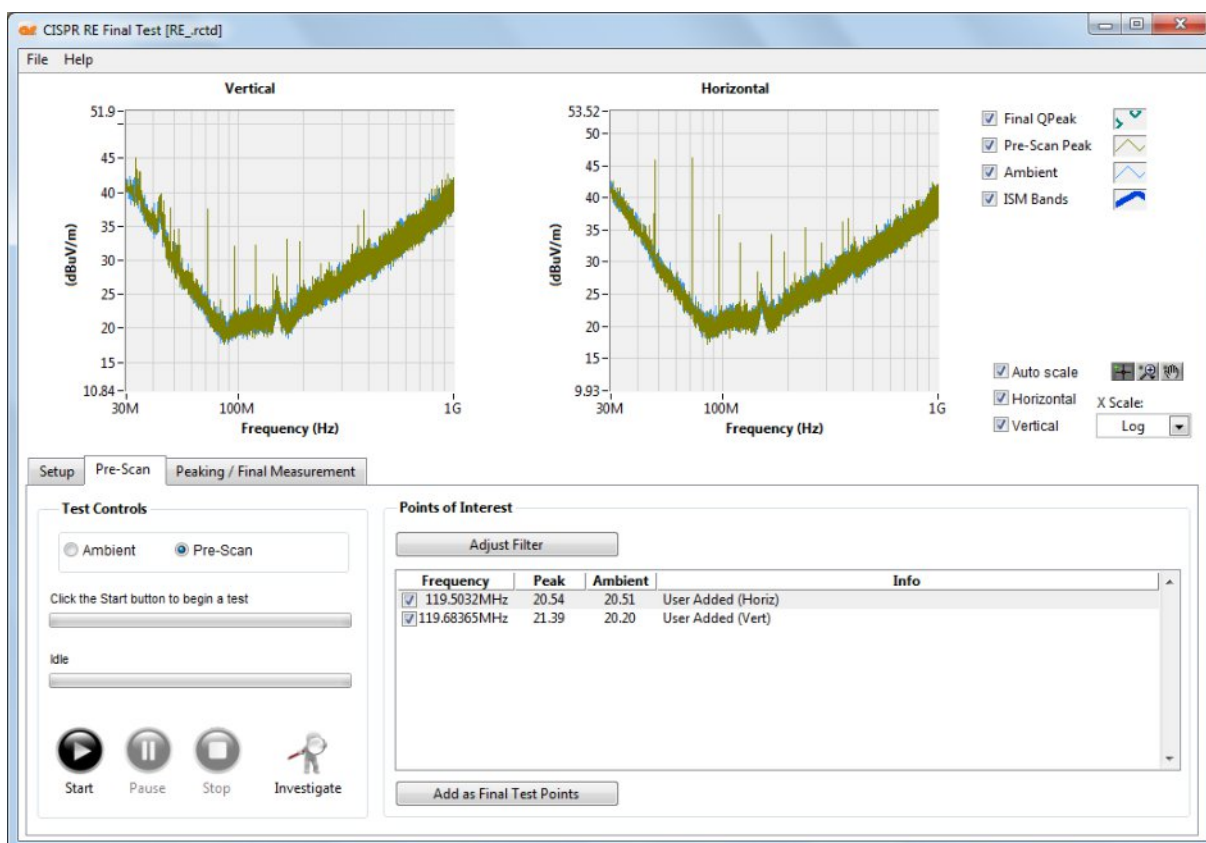 CISPR RE Final Test [RE_.rctd]
File Help
Vertical
51.9
45
40
35
30
25
20
15
10.84
(dBuV/m)
30M 100M 1G
Frequency (Hz)
Horizontal
53.52
50
45
40
35
30
25
20
15
9.93
(dBuV/m)
30M 100M 1G
Frequency (Hz)
Final QPeak
Pre-Scan Peak
Ambient
ISM Bands
Auto scale
Horizontal
Vertical
X Scale:
Log
Setup Pre-Scan Peaking / Final Measurement
Test Controls
Ambient Pre-Scan
Click the Start button to begin a test
Idle
Start Pause Stop Investigate
Points of Interest
Adjust Filter
Frequency Peak Ambient Info
119.5032MHz 20.54 20.51 User Added (Horiz)
119.68365MHz 21.39 20.20 User Added (Vert)
Add as Final Test Points